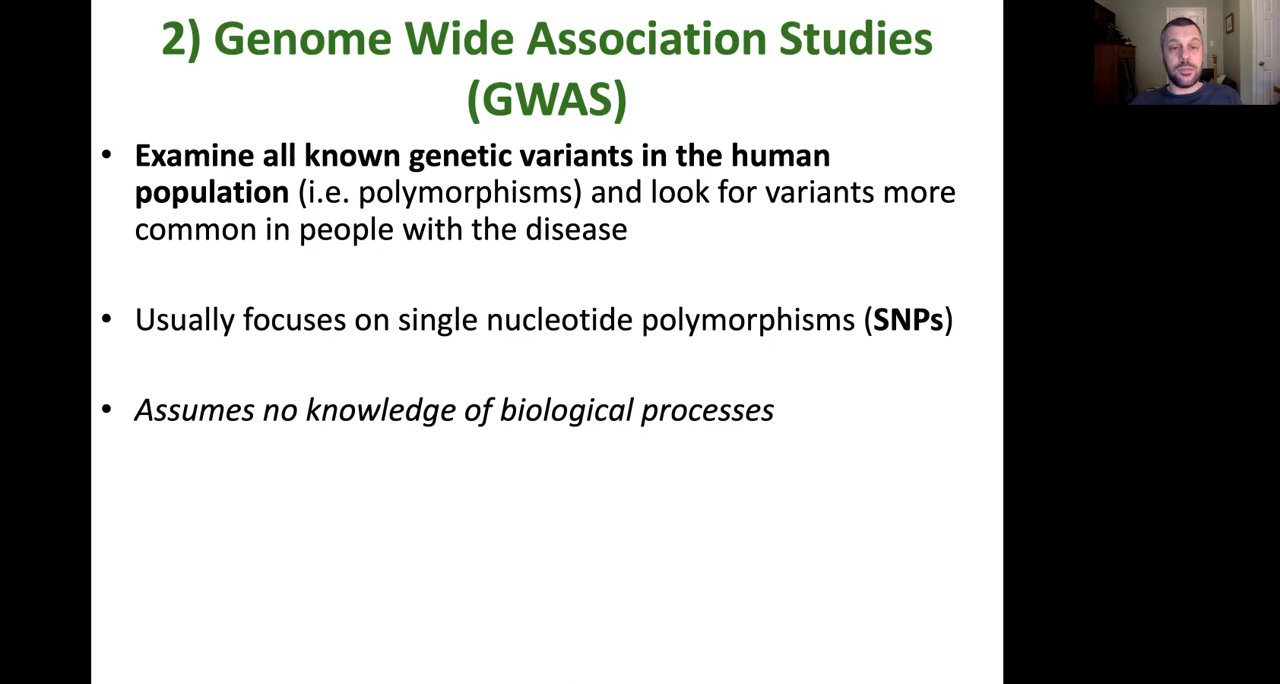 2) Genome Wide Association Studies
(GWAS)
• Examine all known genetic variants in the human
population (i.e. polymorphisms) and look for variants more
common in people with the disease
• Usually focuses on single nucleotide polymorphisms (SNPs)
• Assumes no knowledge of biological processes